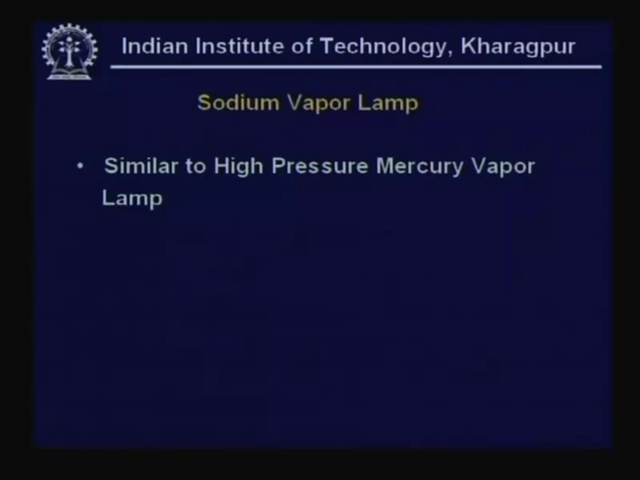 Indian Institute of Technology, Kharagpur
Sodium Vapor Lamp
• Similar to High Pressure Mercury Vapor
Lamp